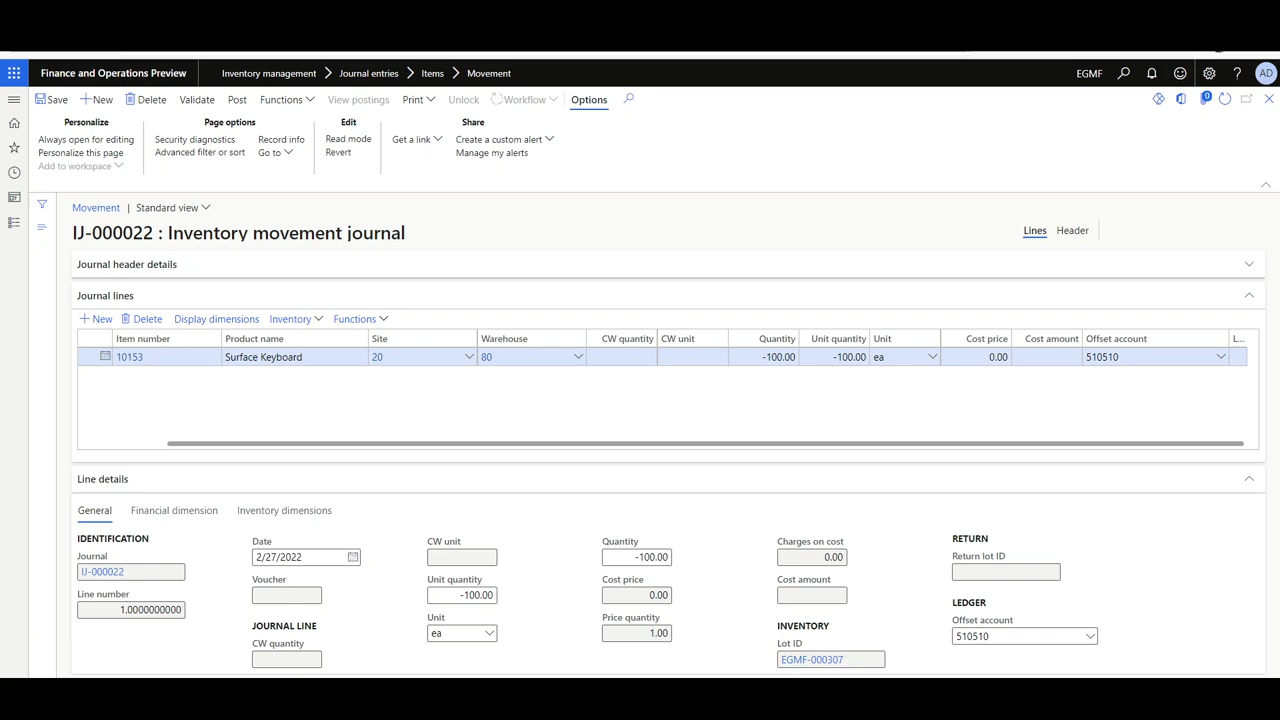 Finance and Operations Preview Inventory management Journal entries Items Movement EGMF ? AD
Save New Delete Validate Post Functions View postings Print Unlock Workflow Options 0
Personalize Page options Edit Share
Always open for editing Security diagnostics Record info Read mode Get a link Create a custom alert
Personalize this page Advanced filter or sort Go to Revert Manage my alerts
Add to workspace
Movement | Standard view
IJ-000022 : Inventory movement journal Lines Header
Journal header details
Journal lines
New Delete Display dimensions Inventory Functions
Item number Product name Site Warehouse CW quantity CW unit Quantity Unit quantity Unit Cost price Cost amount Offset account L...
10153 Surface Keyboard 20 80 -100.00 -100.00 ea 0.00 510510
Line details
General Financial dimension Inventory dimensions
IDENTIFICATION Date CW unit Quantity Charges on cost RETURN
Journal 2/27/2022 -100.00 0.00 Return lot ID
IJ-000022 Voucher Unit quantity Cost price Cost amount
Line number -100.00 0.00 LEDGER
1.0000000000 JOURNAL LINE Unit Price quantity INVENTORY Offset account
CW quantity ea 1.00 Lot ID 510510
EGMF-000307